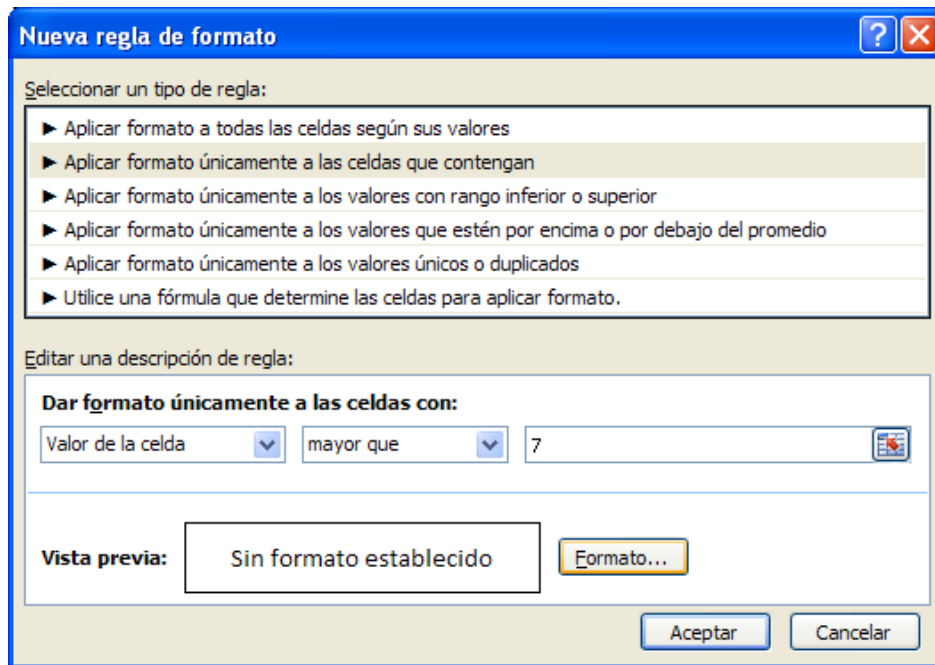 Nueva regla de formato
Seleccionar un tipo de regla:
► Aplicar formato a todas las celdas según sus valores
► Aplicar formato únicamente a las celdas que contengan
► Aplicar formato únicamente a los valores con rango inferior o superior
► Aplicar formato únicamente a los valores que estén por encima o por debajo del promedio
► Aplicar formato únicamente a los valores únicos o duplicados
► Utilice una fórmula que determine las celdas para aplicar formato.
Editar una descripción de regla:
Dar formato únicamente a las celdas con:
Valor de la celda mayor que 7
Vista previa: Sin formato establecido Formato...
Aceptar Cancelar